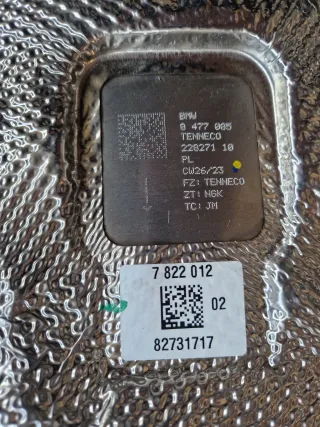 BMW
8 477 005
TENNECO
228271 10
PL
CW26/23
FZ: TENNECO
ZT: NGK
TC: JM
7 822 012
02
82731717